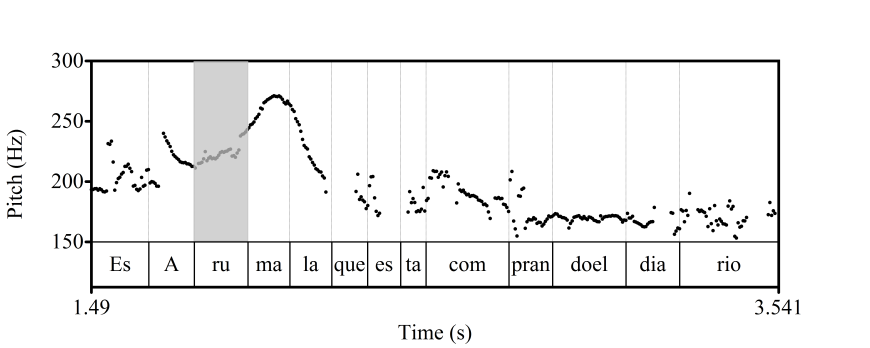 300
250
200
150
Pitch (Hz)
Es A ru ma la que es ta com pran doel dia rio
1.49 3.541
Time (s)